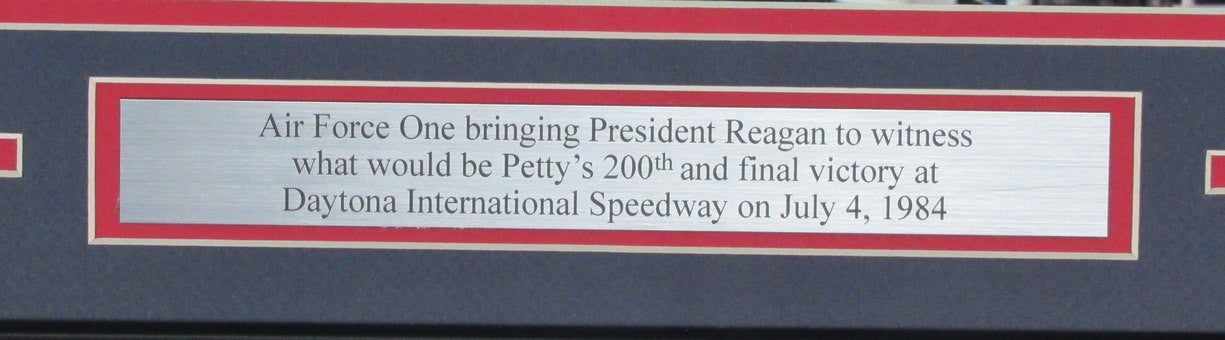 Air Force One bringing President Reagan to witness
what would be Petty's 200th and final victory at
Daytona International Speedway on July 4, 1984